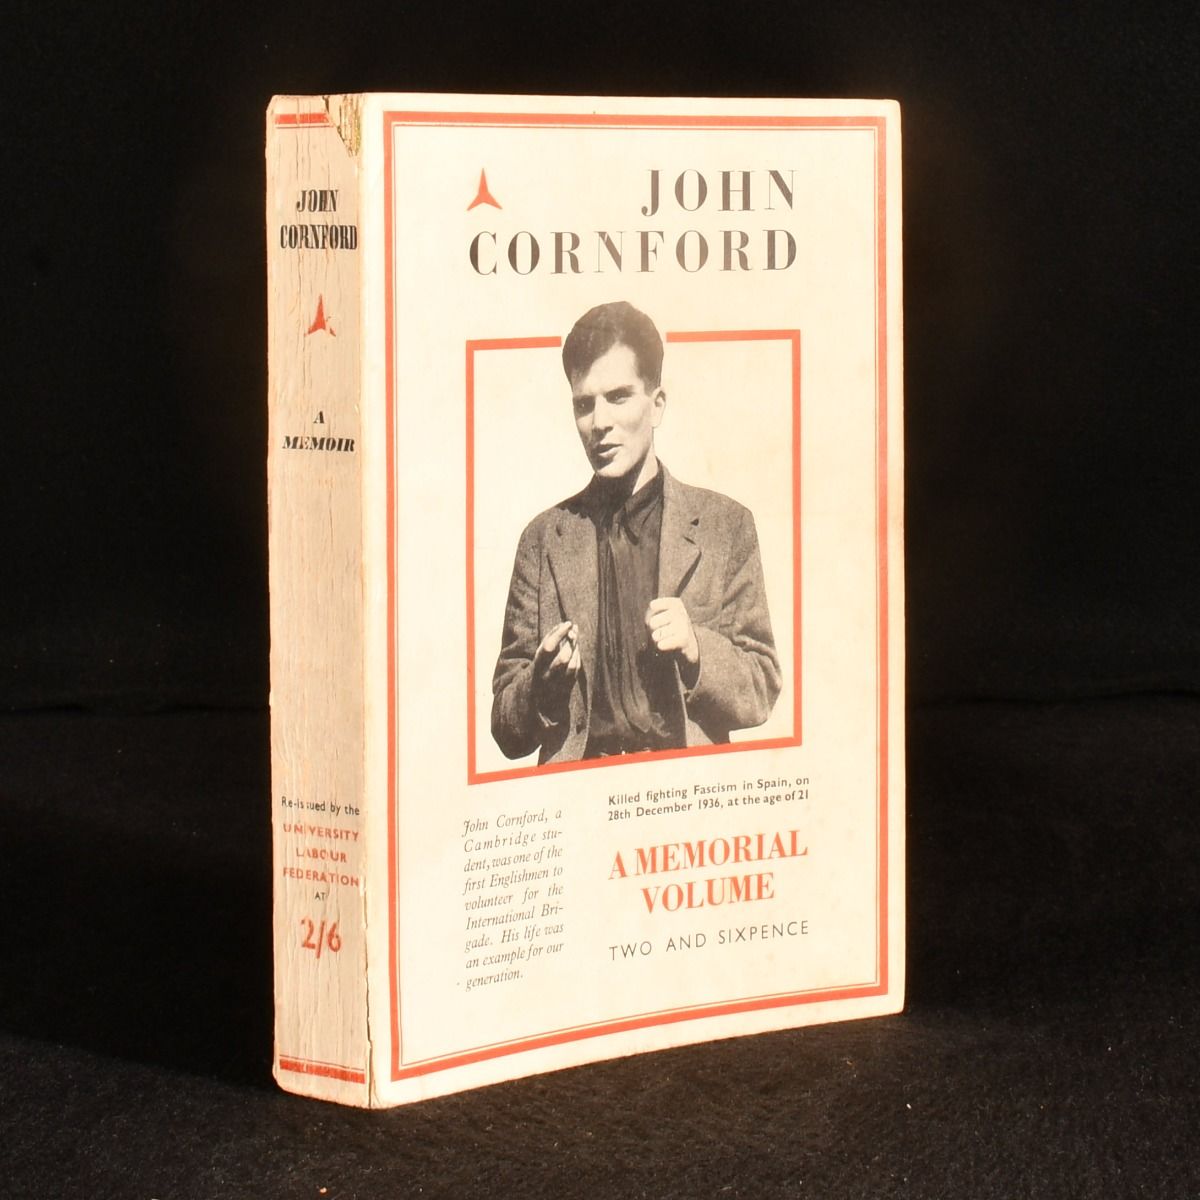 JOHN
CORNFORD
A
MEMOIR
Re-issued by the
UNIVERSITY
LABOUR
FEDERATION
AT
2/6
JOHN
CORNFORD
Killed fighting Fascism in Spain, on
28th December 1936, at the age of 21
John Cornford, a
Cambridge stu-
dent, was one of the
first Englishmen to
volunteer for the
International Bri-
gade. His life was
an example for our
generation.
A MEMORIAL
VOLUME
TWO AND SIXPENCE